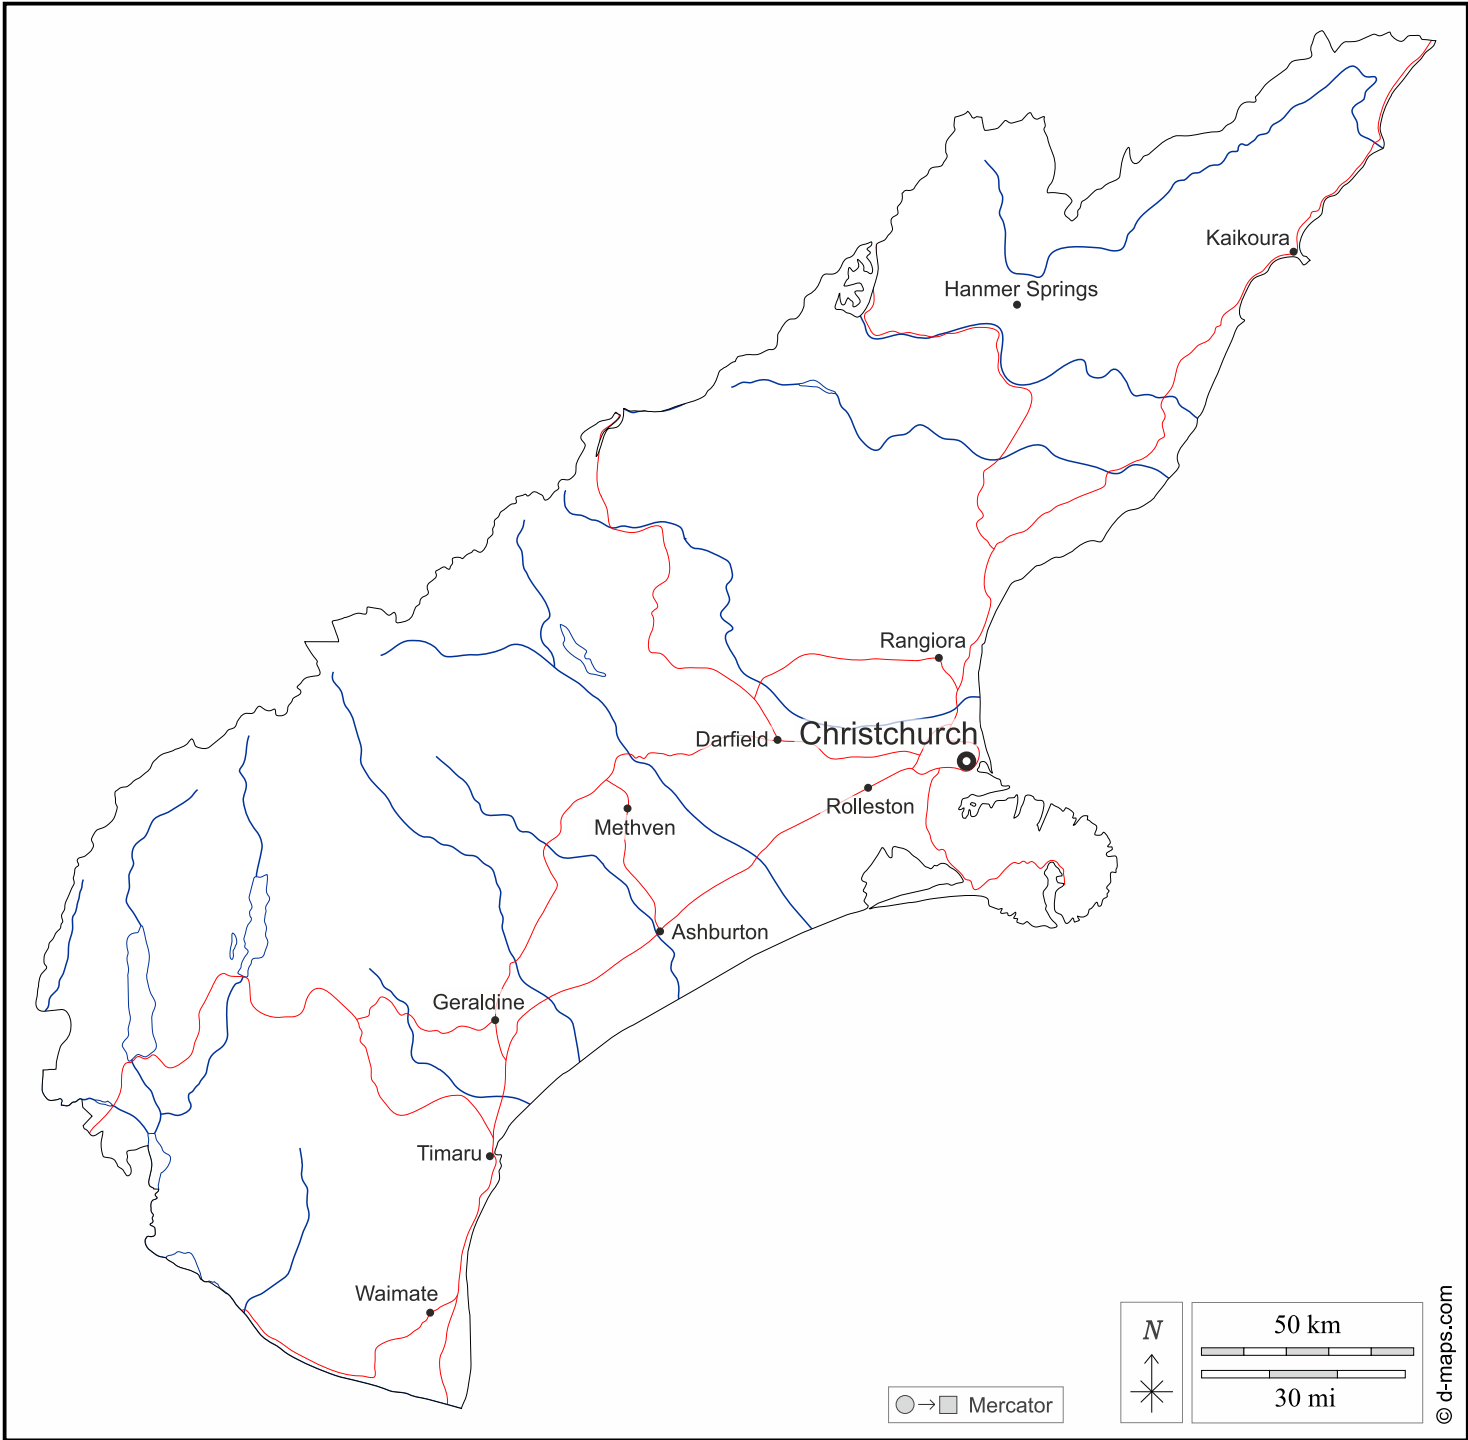 Kaikoura
Hanmer Springs
Rangiora
Christchurch
Darfield
Rolleston
Methven
Ashburton
Geraldine
Timaru
Waimate
N
50 km
30 mi
Mercator
© d-maps.com